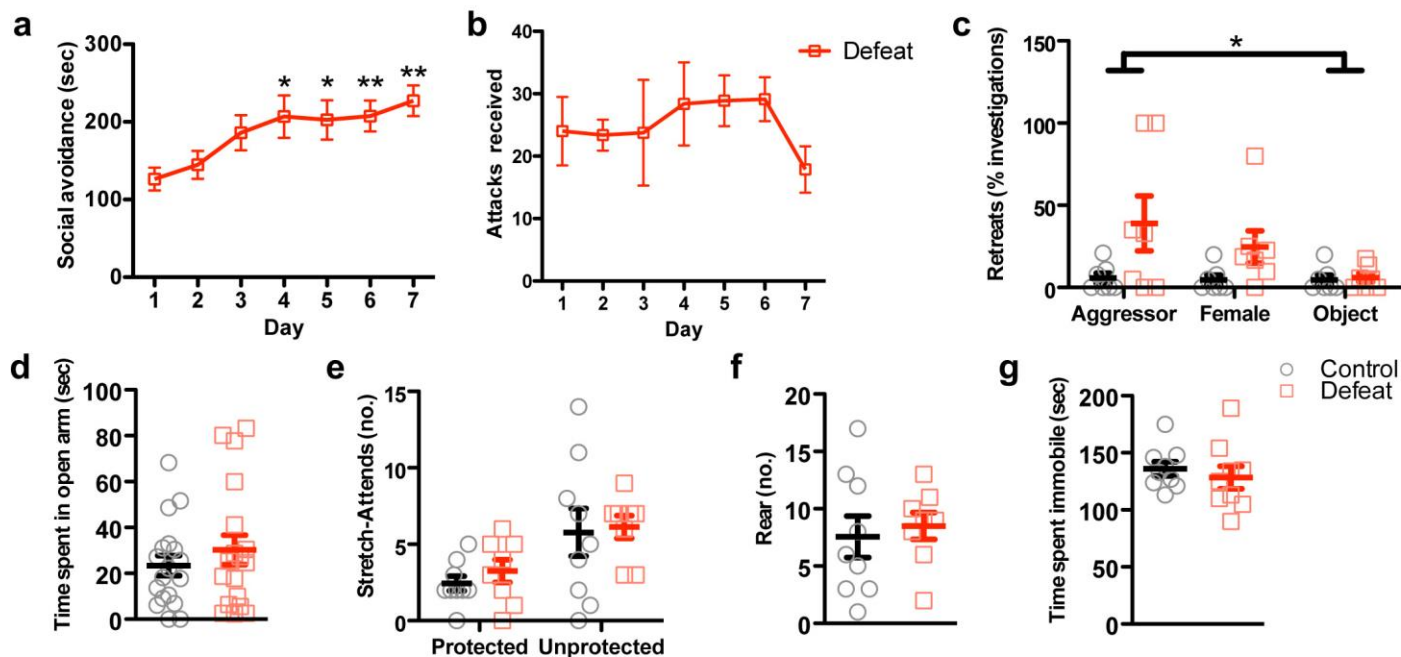 a
Social avoidance (sec)
300
200
100
0
* * ** **
1 2 3 4 5 6 7
Day
b
Attacks received
40
30
20
10
0
1 2 3 4 5 6 7
Day
Defeat
c
Retreats (% investigations)
150
100
50
0
*
Aggressor Female Object
d
Time spent in open arm (sec)
100
80
60
40
20
0
e
Stretch-Attends (no.)
15
10
5
0
Protected Unprotected
f
Rear (no.)
20
15
10
5
0
g
Control
Defeat
Time spent immobile (sec)
200
150
100
50
0